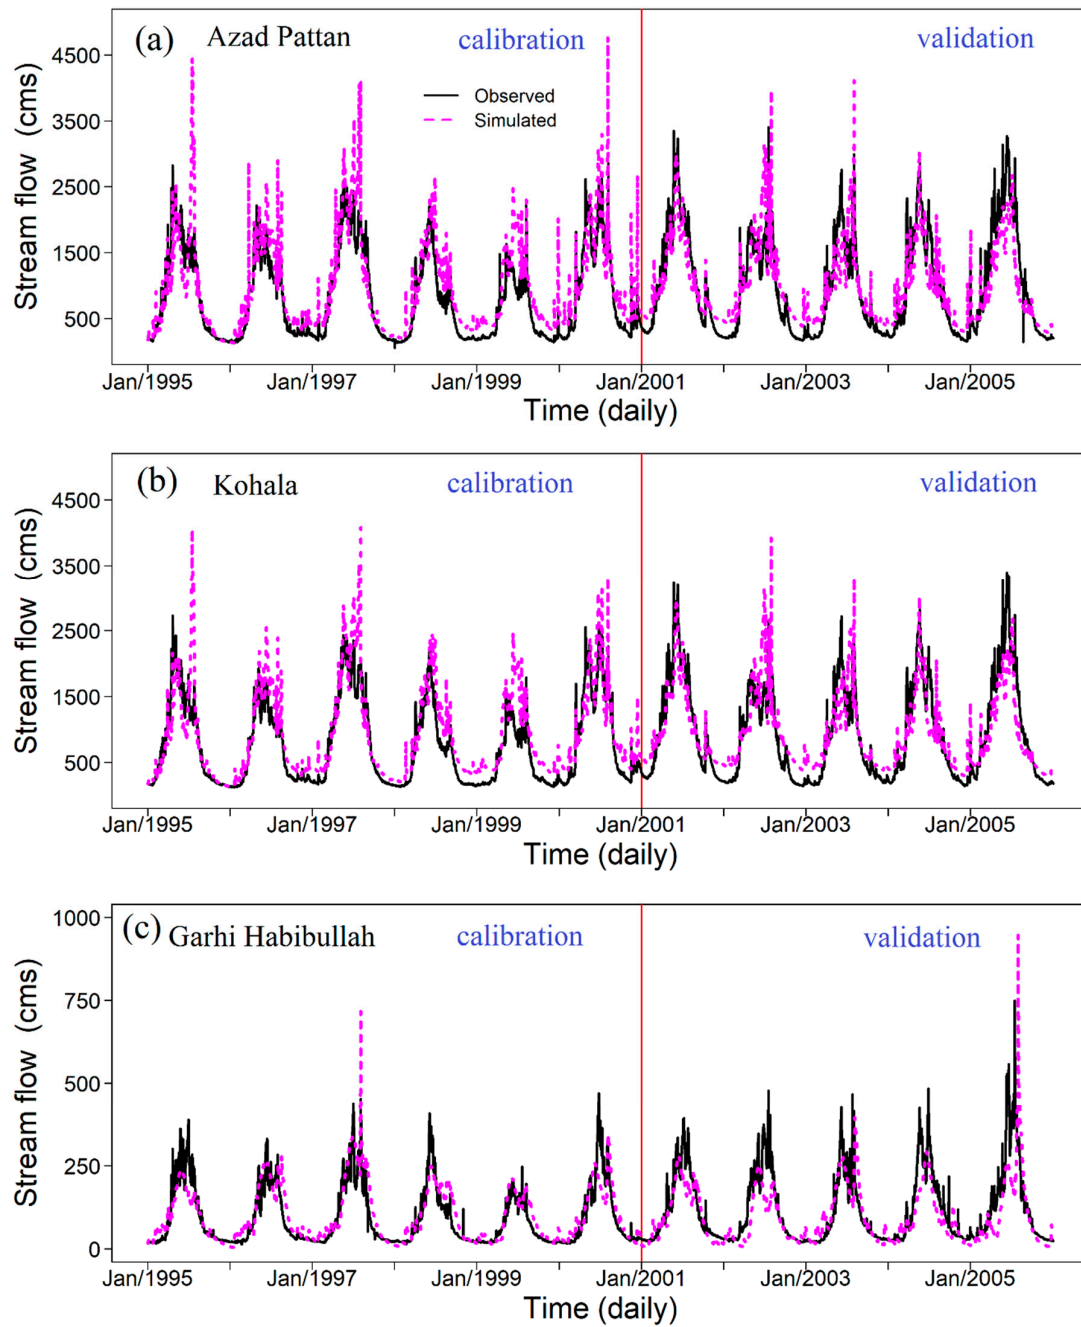 (a) Azad Pattan calibration validation
4500
Observed
Simulated
3500
2500
1500
500
Stream flow (cms)
Jan/1995 Jan/1997 Jan/1999 Jan/2001 Jan/2003 Jan/2005
Time (daily)
(b) Kohala calibration validation
4500
3500
2500
1500
500
Stream flow (cms)
Jan/1995 Jan/1997 Jan/1999 Jan/2001 Jan/2003 Jan/2005
Time (daily)
(c) Garhi Habibullah calibration validation
1000
750
500
250
0
Stream flow (cms)
Jan/1995 Jan/1997 Jan/1999 Jan/2001 Jan/2003 Jan/2005
Time (daily)